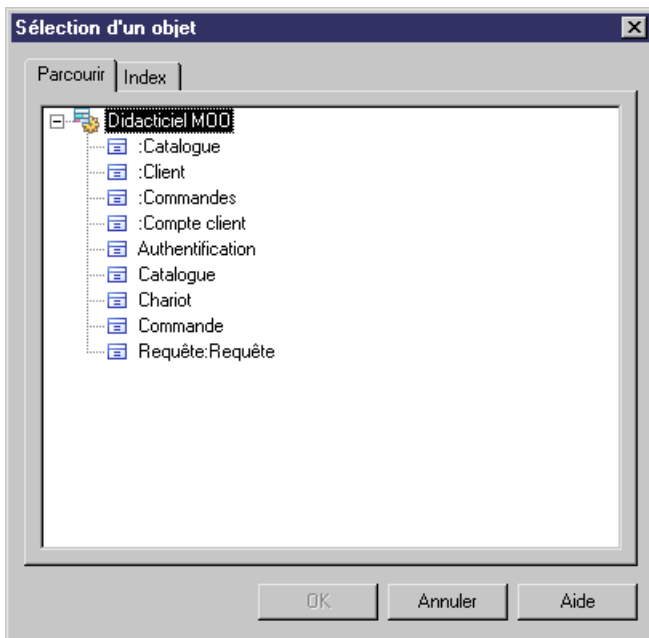 Sélection d'un objet
Parcourir
Index
Didacticiel MOO
:Catalogue
:Client
:Commandes
:Compte client
Authentification
Catalogue
Chariot
Commande
Requête:Requête
OK
Annuler
Aide